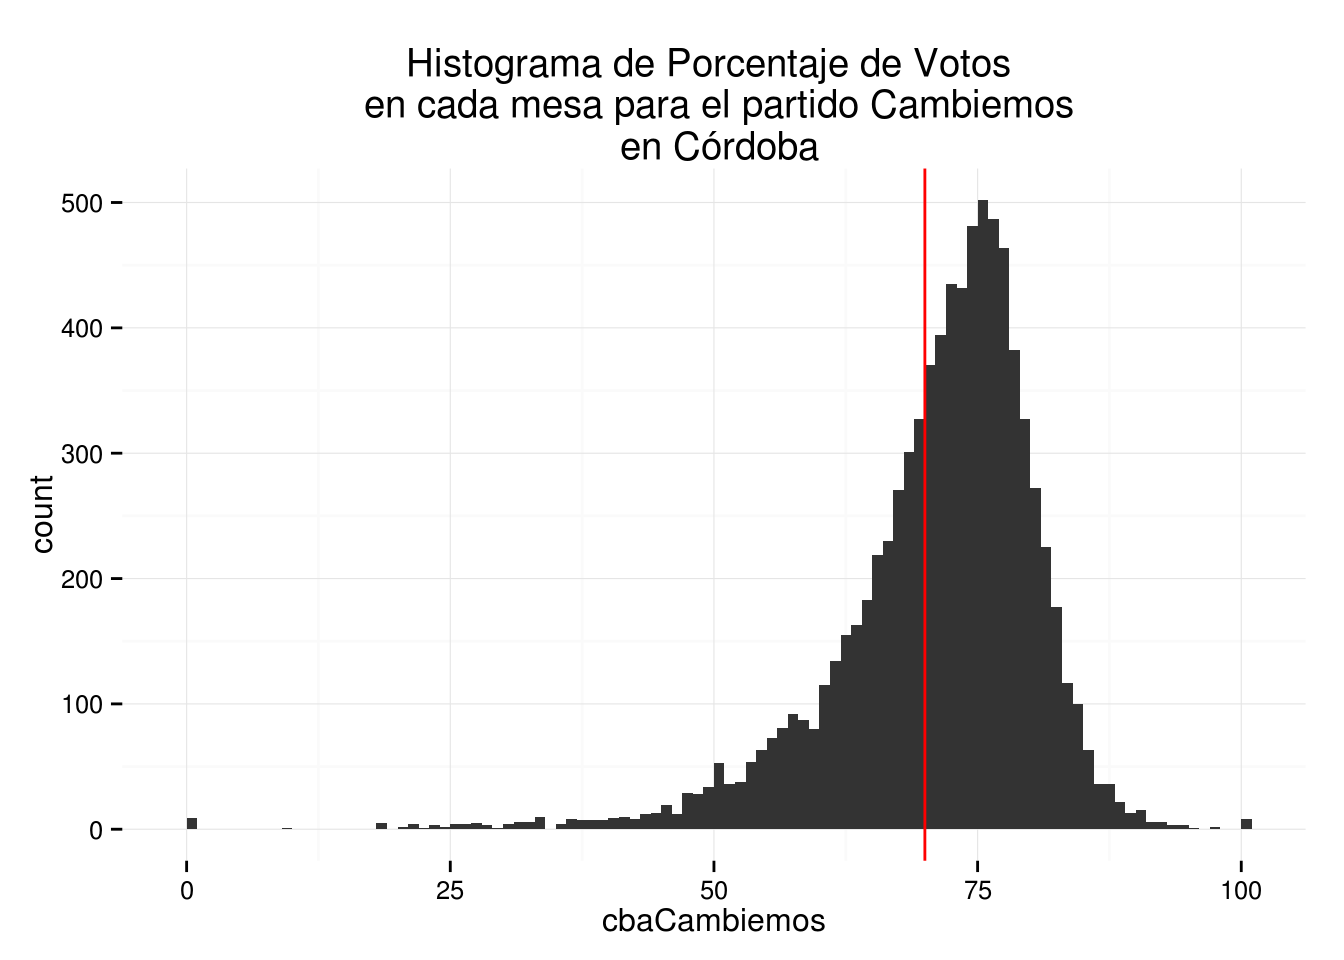 Histograma de Porcentaje de Votos
en cada mesa para el partido Cambiemos
en Córdoba
500
400
300
200
100
0
count
0 25 50 75 100
cbaCambiemos